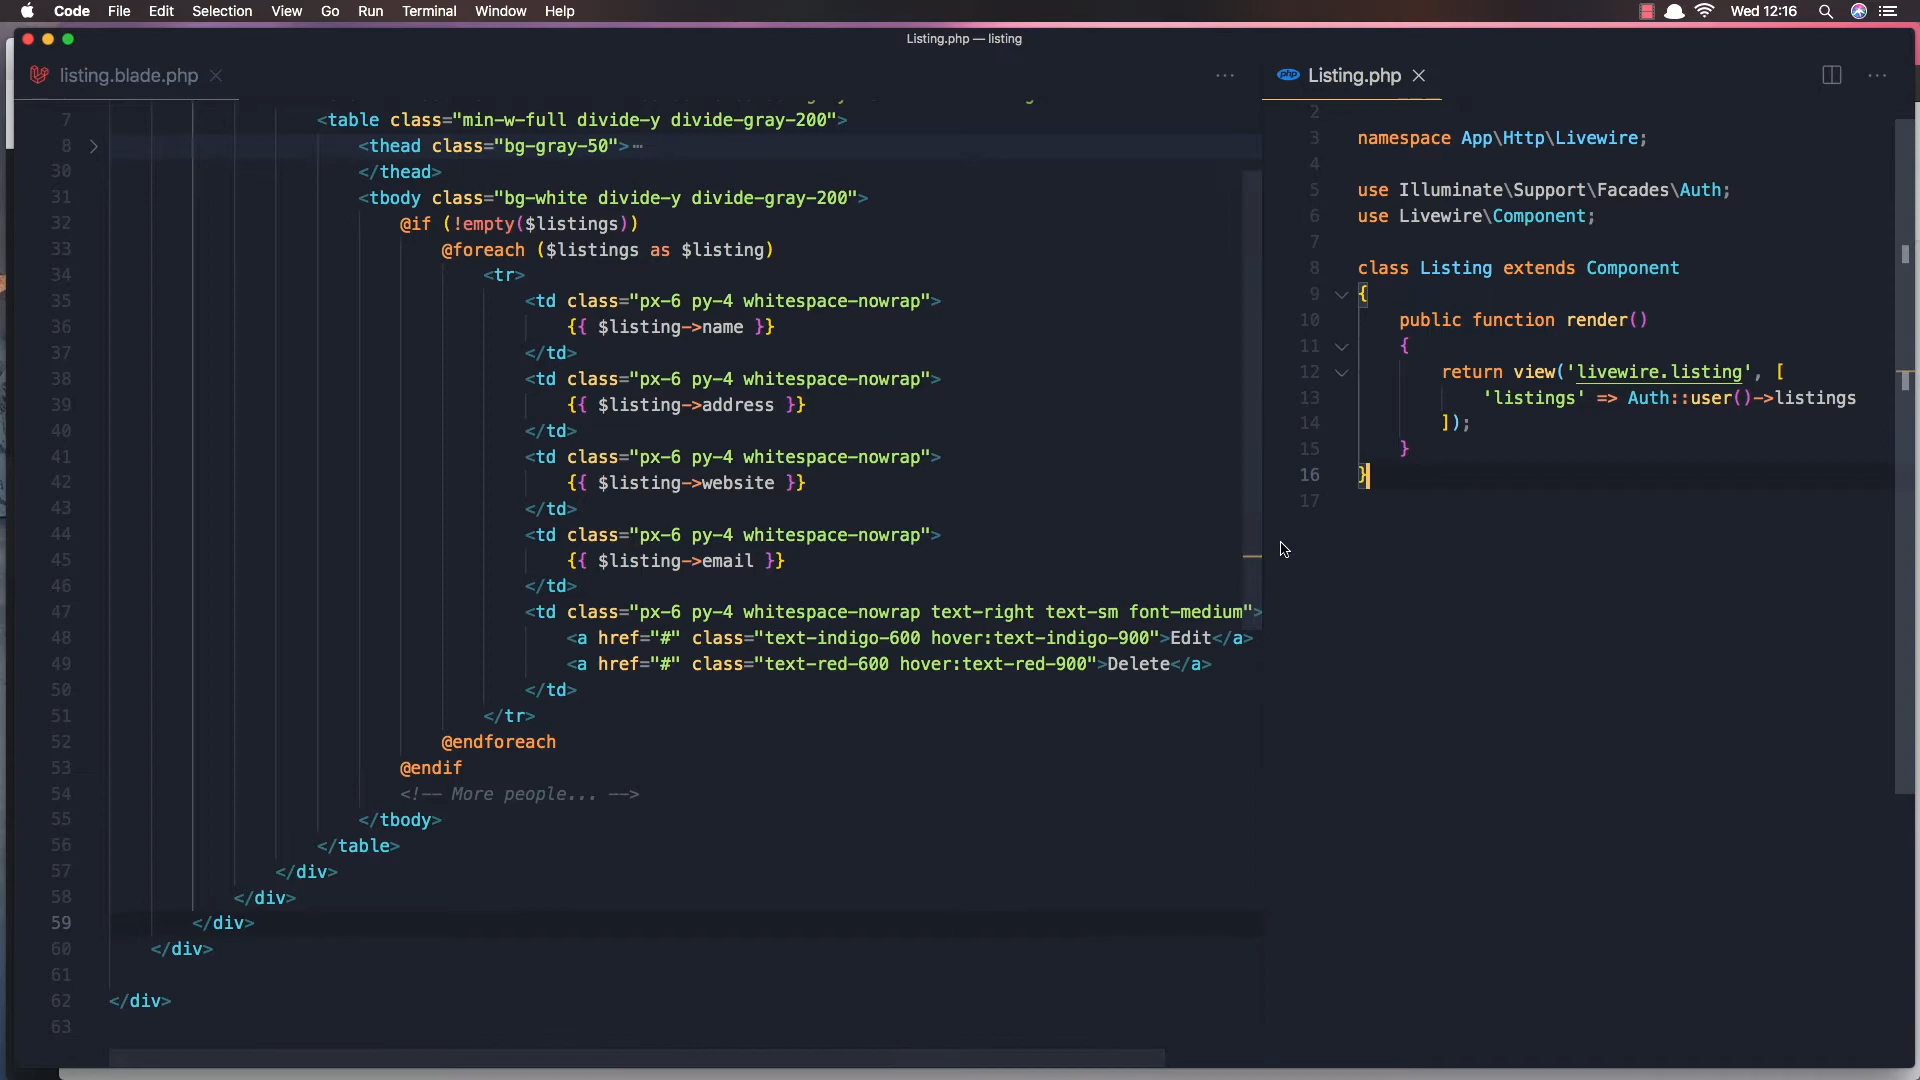 Code File Edit Selection View Go Run Terminal Window Help Wed 12:16
Listing.php — listing
listing.blade.php
7 <table class="min-w-full divide-y divide-gray-200">
8 <thead class="bg-gray-50"> ⋯
30 </thead>
31 <tbody class="bg-white divide-y divide-gray-200">
32 @if (!empty($listings))
33 @foreach ($listings as $listing)
34 <tr>
35 <td class="px-6 py-4 whitespace-nowrap">
36 {{ $listing->name }}
37 </td>
38 <td class="px-6 py-4 whitespace-nowrap">
39 {{ $listing->address }}
40 </td>
41 <td class="px-6 py-4 whitespace-nowrap">
42 {{ $listing->website }}
43 </td>
44 <td class="px-6 py-4 whitespace-nowrap">
45 {{ $listing->email }}
46 </td>
47 <td class="px-6 py-4 whitespace-nowrap text-right text-sm font-medium">
48 <a href="#" class="text-indigo-600 hover:text-indigo-900">Edit</a>
49 <a href="#" class="text-red-600 hover:text-red-900">Delete</a>
50 </td>
51 </tr>
52 @endforeach
53 @endif
54 <!-- More people... -->
55 </tbody>
56 </table>
57 </div>
58 </div>
59 </div>
60 </div>
61
62 </div>
63
php Listing.php
2
3 namespace App\Http\Livewire;
4
5 use Illuminate\Support\Facades\Auth;
6 use Livewire\Component;
7
8 class Listing extends Component
9 {
10 public function render()
11 {
12 return view('livewire.listing', [
13 'listings' => Auth::user()->listings
14 ]);
15 }
16 }
17